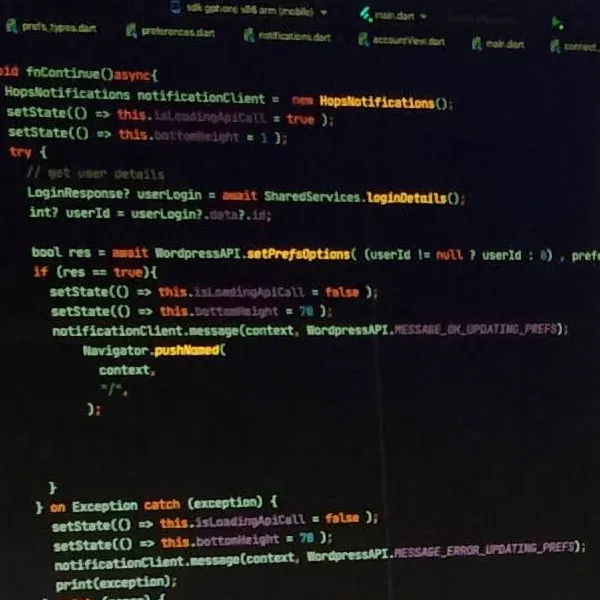 sdk gphone x86 arm (mobile) main.dart
prefs_types.dart preferences.dart notifications.dart accountView.dart main.dart connect_
oid fnContinue()async{
HopsNotifications notificationClient = new HopsNotifications();
setState(() => this.isLoadingApiCall = true );
setState(() => this.bottomHeight = 1 );
try {
// get user details
LoginResponse? userLogin = await SharedServices.loginDetails();
int? userId = userLogin?.data?.id;
bool res = await WordpressAPI.setPrefsOptions( (userId != null ? userId : 0) , prefe
if (res == true){
setState(() => this.isLoadingApiCall = false );
setState(() => this.bottomHeight = 70 );
notificationClient.message(context, WordpressAPI.MESSAGE_OK_UPDATING_PREFS);
Navigator.pushNamed(
context,
"/",
);
}
} on Exception catch (exception) {
setState(() => this.isLoadingApiCall = false );
setState(() => this.bottomHeight = 70 );
notificationClient.message(context, WordpressAPI.MESSAGE_ERROR_UPDATING_PREFS);
print(exception);